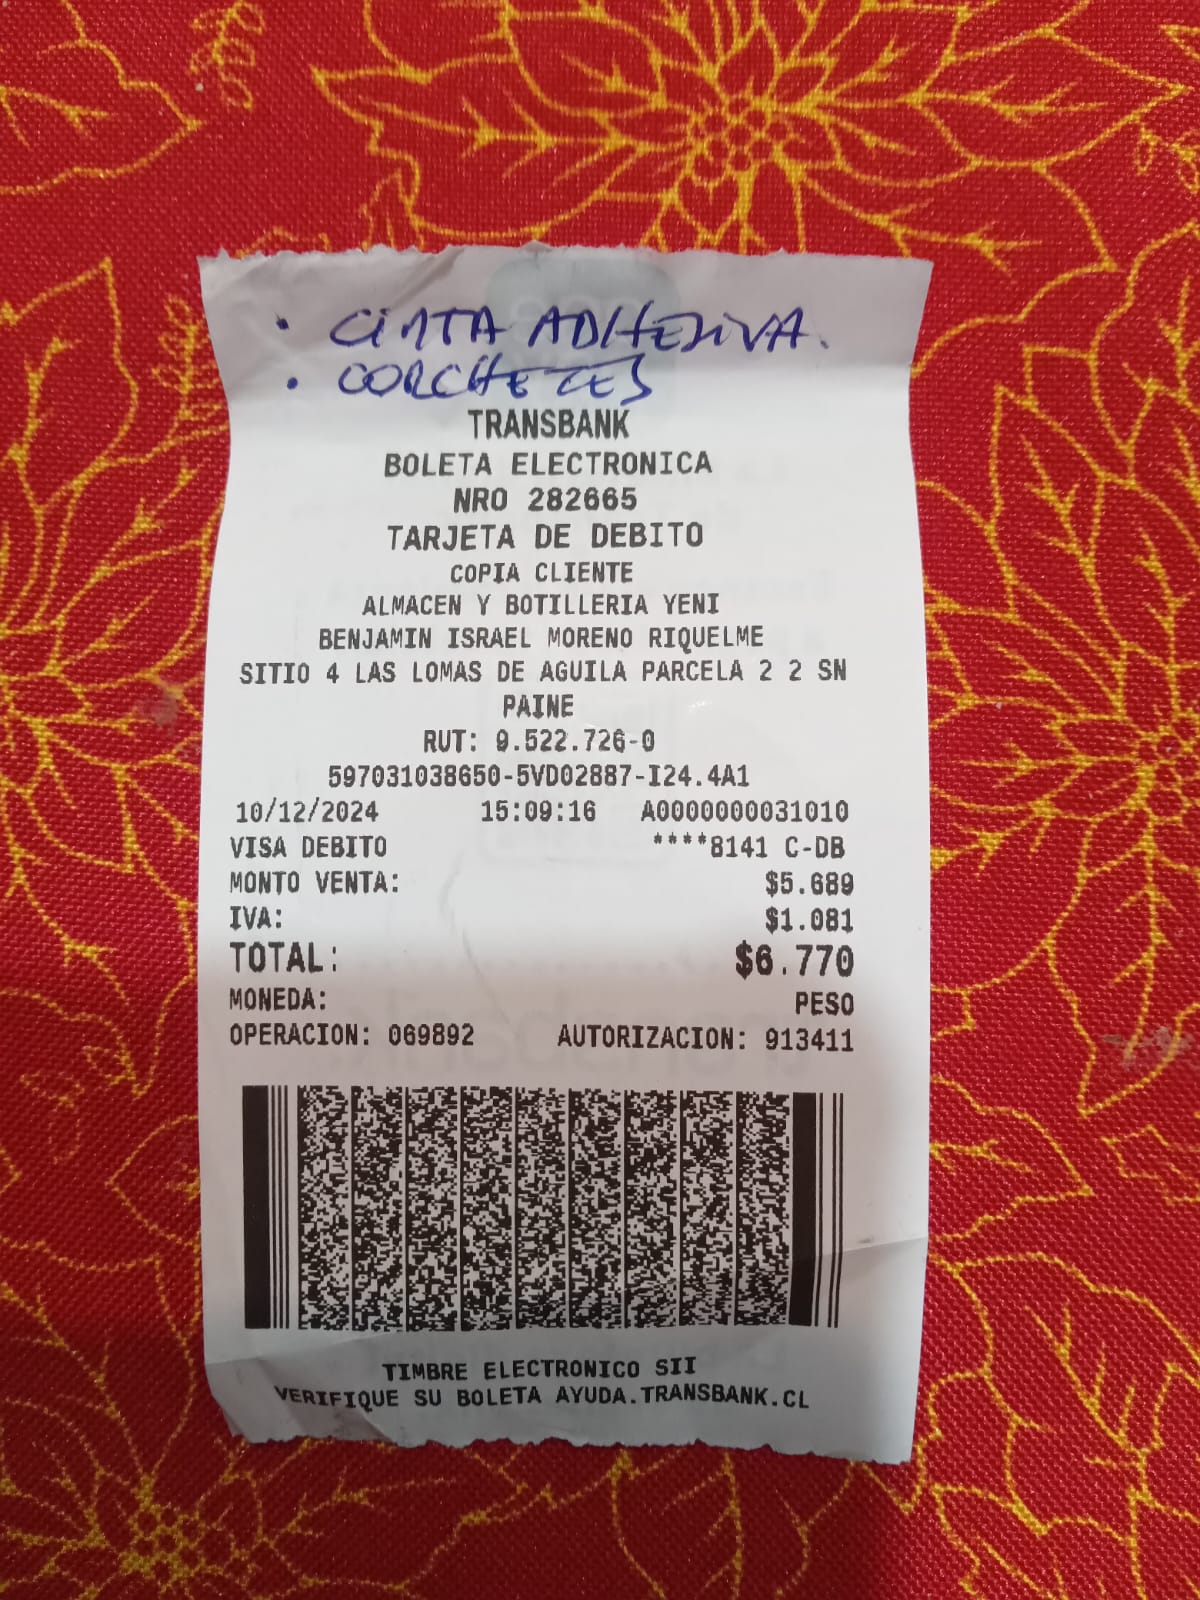 • CINTA ADHESIVA.
• CORCHETES
TRANSBANK
BOLETA ELECTRONICA
NRO 282665
TARJETA DE DEBITO
COPIA CLIENTE
ALMACEN Y BOTILLERIA YENI
BENJAMIN ISRAEL MORENO RIQUELME
SITIO 4 LAS LOMAS DE AGUILA PARCELA 2 2 SN
PAINE
RUT: 9.522.726-0
597031038650-5VD02887-I24.4A1
10/12/2024 15:09:16 A0000000031010
VISA DEBITO ****8141 C-DB
MONTO VENTA: $5.689
IVA: $1.081
TOTAL: $6.770
MONEDA: PESO
OPERACION: 069892 AUTORIZACION: 913411
TIMBRE ELECTRONICO SII
VERIFIQUE SU BOLETA AYUDA.TRANSBANK.CL